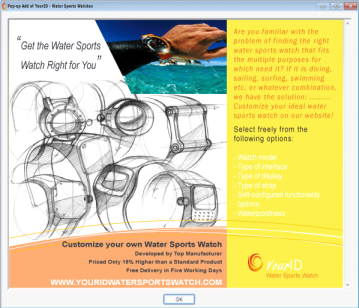 Pop-up Add of YourID - Water Sports Watches
“Get the Water Sports
Watch Right for You”
Are you familiar with the
problem of finding the right
water sports watch that fits
the multiple purposes for
which need it? If it is diving,
sailing, surfing, swimming
etc. or whatever combination,
we have the solution: ..........
Customize your ideal water
sports watch on our website!
Select freely from the
following options:
- Watch model
- Type of interface
- Type of display
- Type of strap
- Self-configured functionality
options
- Waterproofness
Customize your own Water Sports Watch
Developed by Top Manufacturer
Priced Only 15% Higher than a Standard Product
Free Delivery in Five Working Days
WWW.YOURIDWATERSPORTSWATCH.COM
YourID
Water Sports Watch
OK